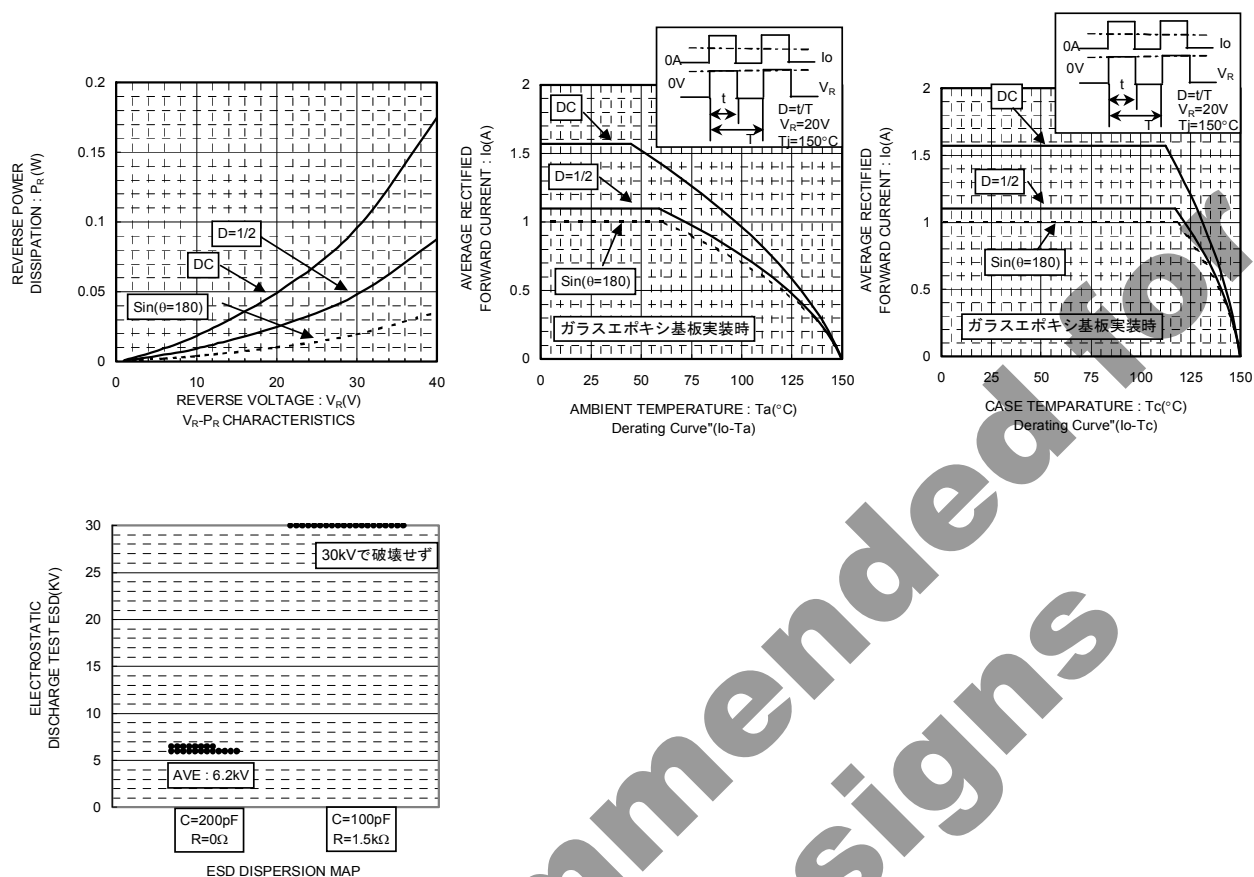 0.2
0.15
0.1
0.05
0
0 10 20 30 40
REVERSE POWER
DISSIPATION : PR (W)
D=1/2
DC
Sin(θ=180)
REVERSE VOLTAGE : VR(V)
VR-PR CHARACTERISTICS
2
1.5
1
0.5
0
0 25 50 75 100 125 150
AVERAGE RECTIFIED
FORWARD CURRENT : Io(A)
0A
Io
0V
VR
t
T
D=t/T
VR=20V
Tj=150°C
DC
D=1/2
Sin(θ=180)
ガラスエポキシ基板実装時
AMBIENT TEMPERATURE : Ta(°C)
Derating Curve"(Io-Ta)
2
1.5
1
0.5
0
0 25 50 75 100 125 150
AVERAGE RECTIFIED
FORWARD CURRENT : Io(A)
0A
Io
0V
VR
t
T
D=t/T
VR=20V
Tj=150°C
DC
D=1/2
Sin(θ=180)
ガラスエポキシ基板実装時
CASE TEMPARATURE : Tc(°C)
Derating Curve"(Io-Tc)
30
25
20
15
10
5
0
ELECTROSTATIC
DISCHARGE TEST ESD(KV)
30kVで破壊せず
AVE : 6.2kV
C=200pF
R=0Ω
C=100pF
R=1.5kΩ
ESD DISPERSION MAP
for